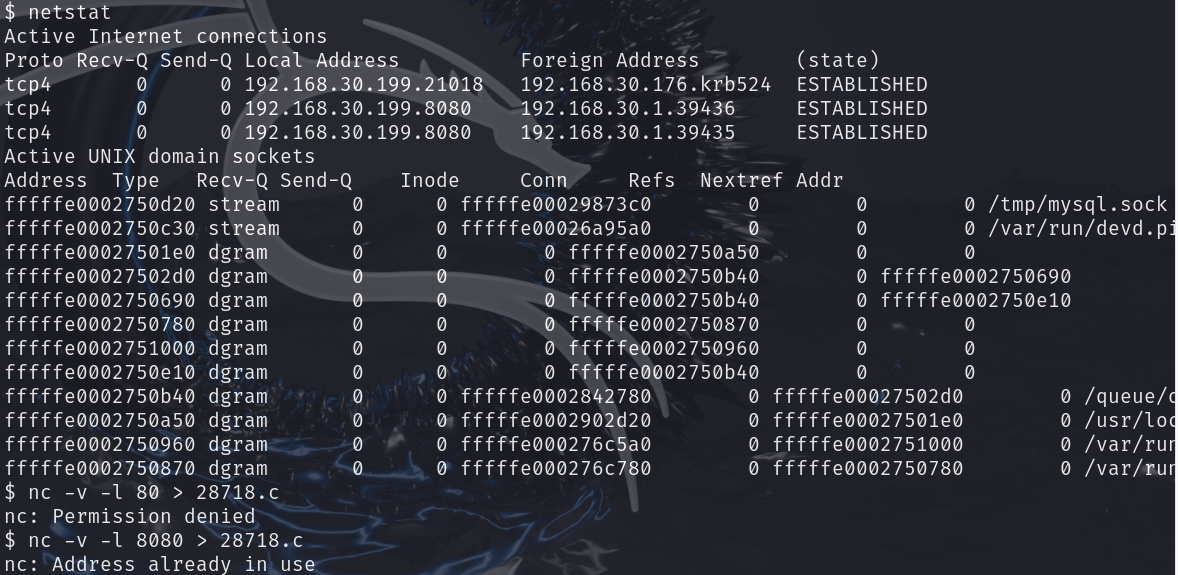 $ netstat
Active Internet connections
Proto Recv-Q Send-Q Local Address          Foreign Address        (state)
tcp4       0      0 192.168.30.199.21018   192.168.30.176.krb524  ESTABLISHED
tcp4       0      0 192.168.30.199.8080    192.168.30.1.39436     ESTABLISHED
tcp4       0      0 192.168.30.199.8080    192.168.30.1.39435     ESTABLISHED
Active UNIX domain sockets
Address  Type   Recv-Q Send-Q    Inode     Conn     Refs  Nextref Addr
fffffe0002750d20 stream       0      0 fffffe00029873c0        0        0        0 /tmp/mysql.sock
fffffe0002750c30 stream       0      0 fffffe00026a95a0        0        0        0 /var/run/devd.pi
fffffe00027501e0 dgram        0      0        0 fffffe0002750a50        0        0
fffffe00027502d0 dgram        0      0        0 fffffe0002750b40        0 fffffe0002750690
fffffe0002750690 dgram        0      0        0 fffffe0002750b40        0 fffffe0002750e10
fffffe0002750780 dgram        0      0        0 fffffe0002750870        0        0
fffffe0002751000 dgram        0      0        0 fffffe0002750960        0        0
fffffe0002750e10 dgram        0      0        0 fffffe0002750b40        0        0
fffffe0002750b40 dgram        0      0 fffffe0002842780        0 fffffe00027502d0        0 /queue/
fffffe0002750a50 dgram        0      0 fffffe0002902d20        0 fffffe00027501e0        0 /usr/loc
fffffe0002750960 dgram        0      0 fffffe000276c5a0        0 fffffe0002751000        0 /var/run
fffffe0002750870 dgram        0      0 fffffe000276c780        0 fffffe0002750780        0 /var/run
$ nc -v -l 80 > 28718.c
nc: Permission denied
$ nc -v -l 8080 > 28718.c
nc: Address already in use